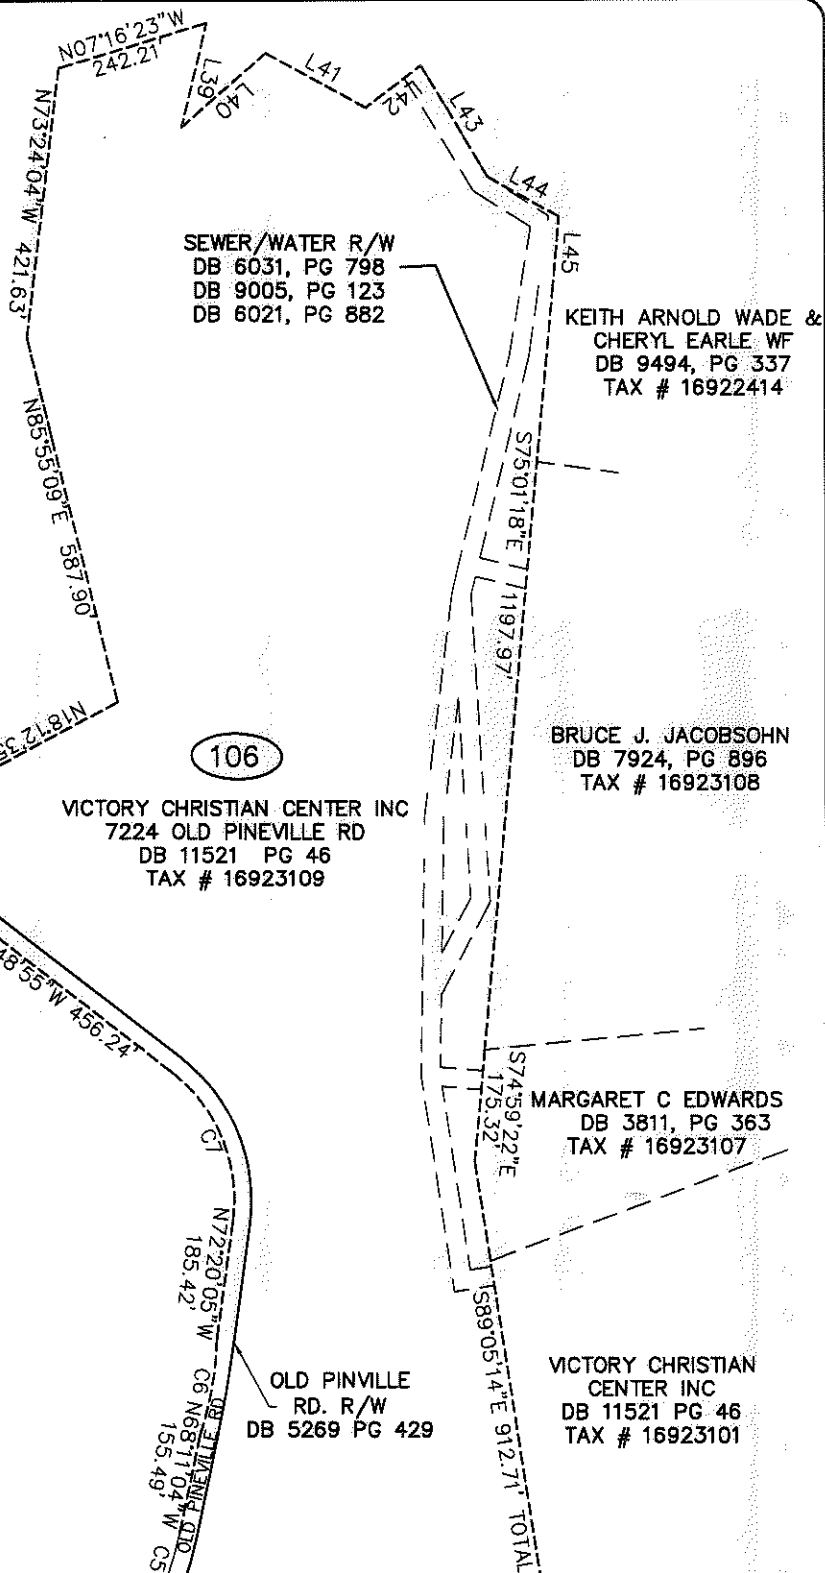 N07°16'23"W
242.21'
L39
L40
L41
L42
L43
L44
L45
N73°24'04"W 421.63'
SEWER/WATER R/W
DB 6031, PG 798
DB 9005, PG 123
DB 6021, PG 882
KEITH ARNOLD WADE &
CHERYL EARLE WF
DB 9494, PG 337
TAX # 16922414
N85°55'09"E 587.90'
S75°01'18"E 1197.97'
N18°12'35
106
VICTORY CHRISTIAN CENTER INC
7224 OLD PINEVILLE RD
DB 11521 PG 46
TAX # 16923109
BRUCE J. JACOBSOHN
DB 7924, PG 896
TAX # 16923108
48'55"W 456.24'
C7
S74°59'22"E
175.32'
MARGARET C EDWARDS
DB 3811, PG 363
TAX # 16923107
N72°20'05"W
185.42'
OLD PINVILLE
RD. R/W
DB 5269 PG 429
S89°05'14"E 912.71' TOTAL
VICTORY CHRISTIAN
CENTER INC
DB 11521 PG 46
TAX # 16923101
C6 N68°11'04"W C5
155.49'
OLD PINEVILLE RD